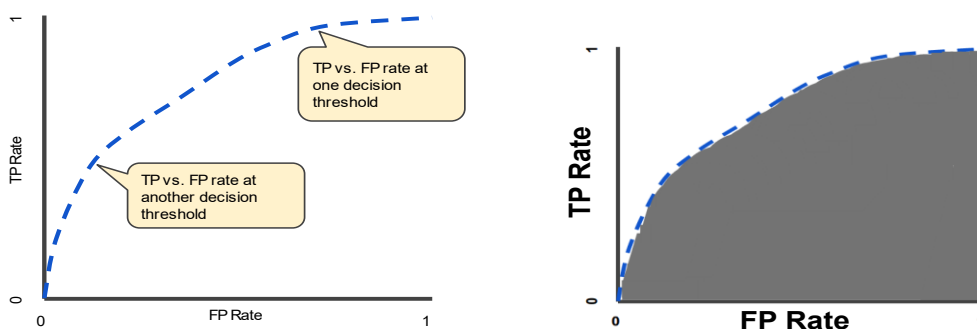 1
TP Rate
0
TP vs. FP rate at
one decision
threshold
TP vs. FP rate at
another decision
threshold
0
FP Rate
1
1
TP Rate
0
0
FP Rate